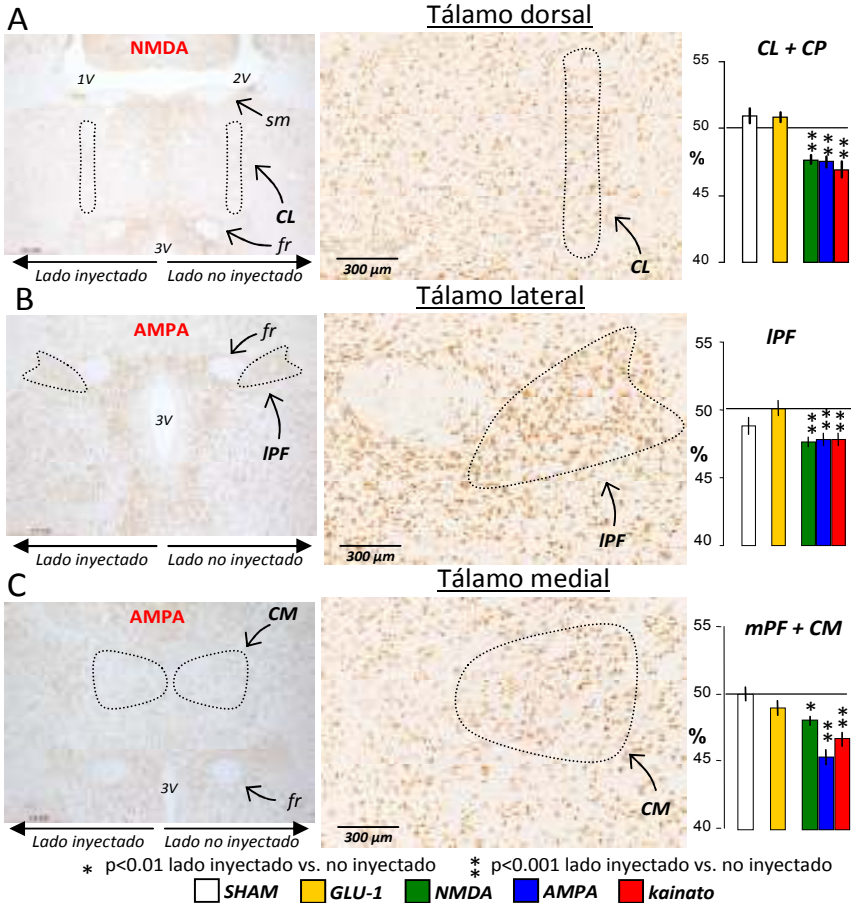 A
Tálamo dorsal
NMDA
1V
2V
sm
CL
fr
3V
Lado inyectado
Lado no inyectado
300 µm
CL
CL + CP
55
50
%
45
40
** ** **
B
Tálamo lateral
AMPA
fr
3V
lPF
Lado inyectado
Lado no inyectado
300 µm
lPF
lPF
55
50
%
45
40
** ** **
C
Tálamo medial
AMPA
CM
3V
fr
Lado inyectado
Lado no inyectado
300 µm
CM
mPF + CM
55
50
%
45
40
* ** **
* p<0.01 lado inyectado vs. no inyectado
** p<0.001 lado inyectado vs. no inyectado
SHAM GLU-1 NMDA AMPA kainato